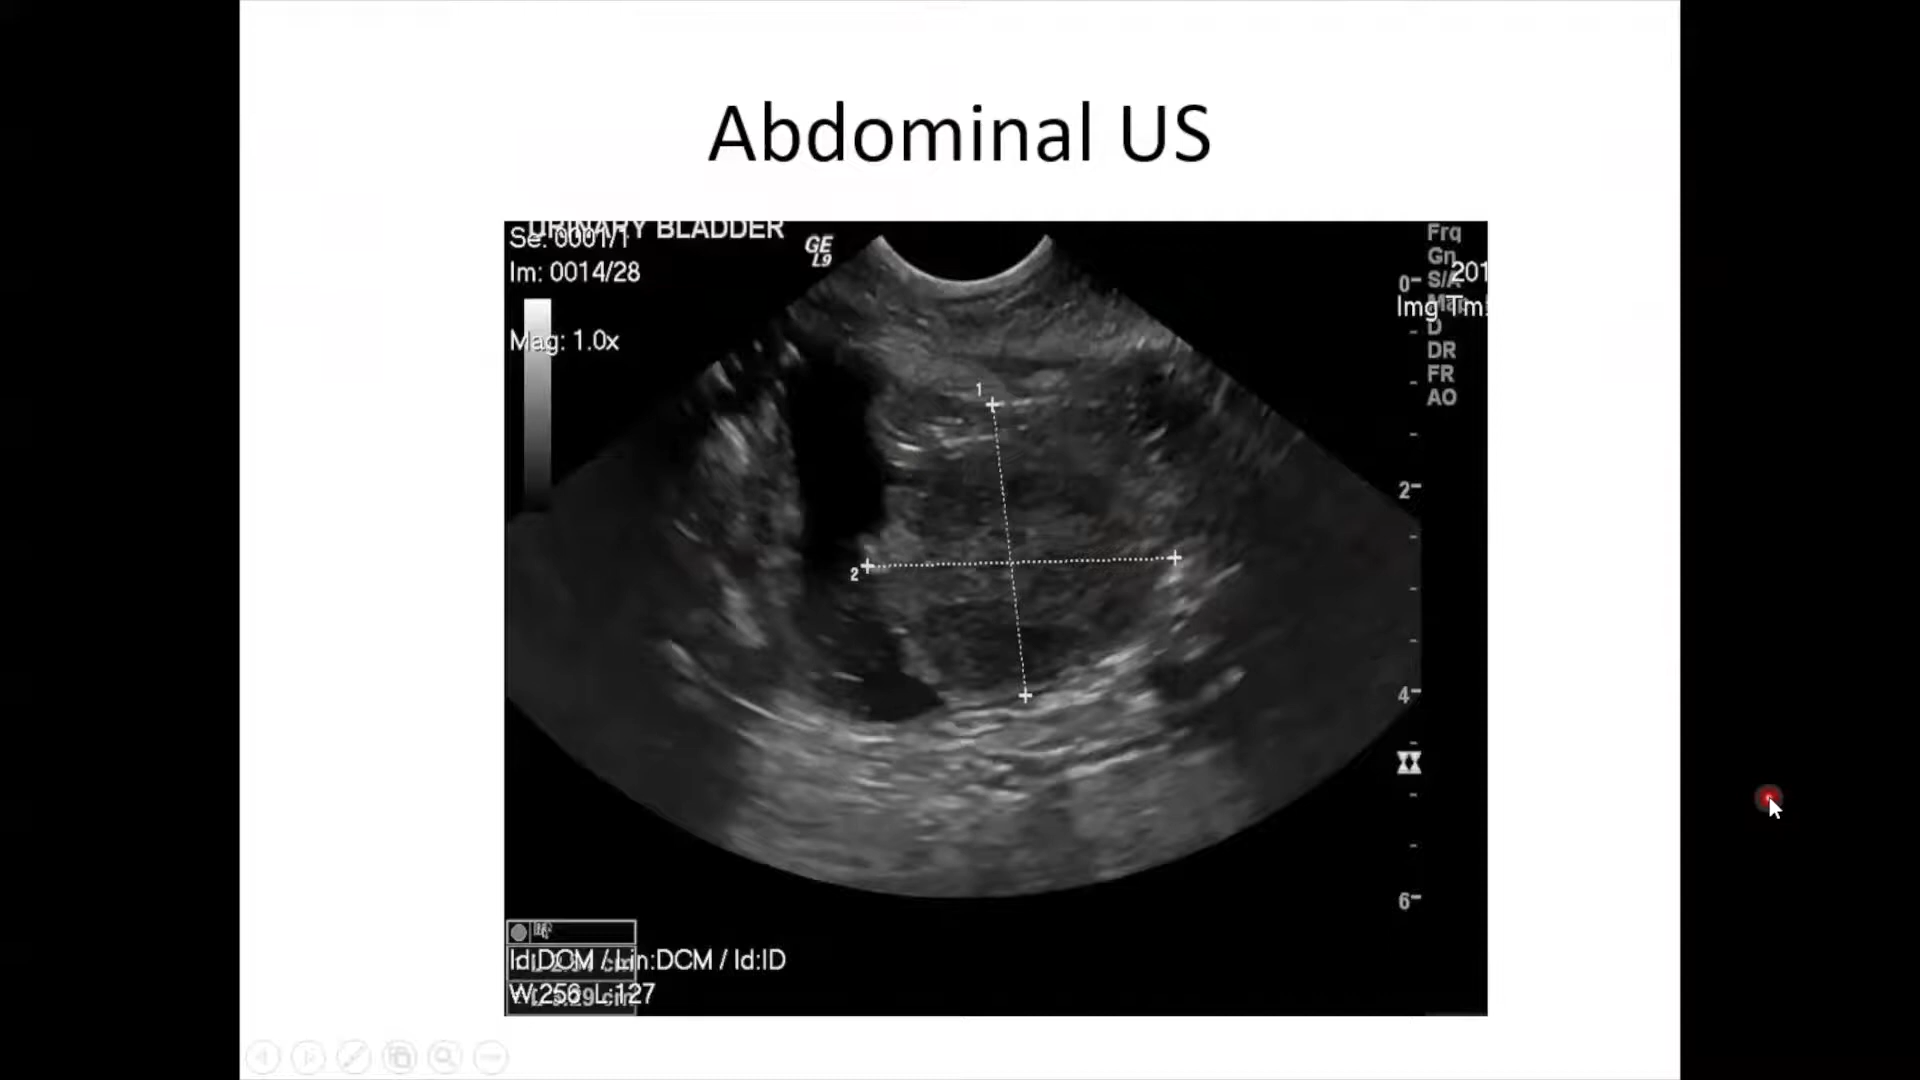 Abdominal US
URINARY BLADDER
Se: 0001/1
Im: 0014/28
Mag: 1.0x
GE
L9
Frq
Gn
S/A
Map
D
DR
FR
AO
201
Img Tm:
0
2
4
6
1
2
Id:DCM / Lin:DCM / Id:ID
W:256 L:127